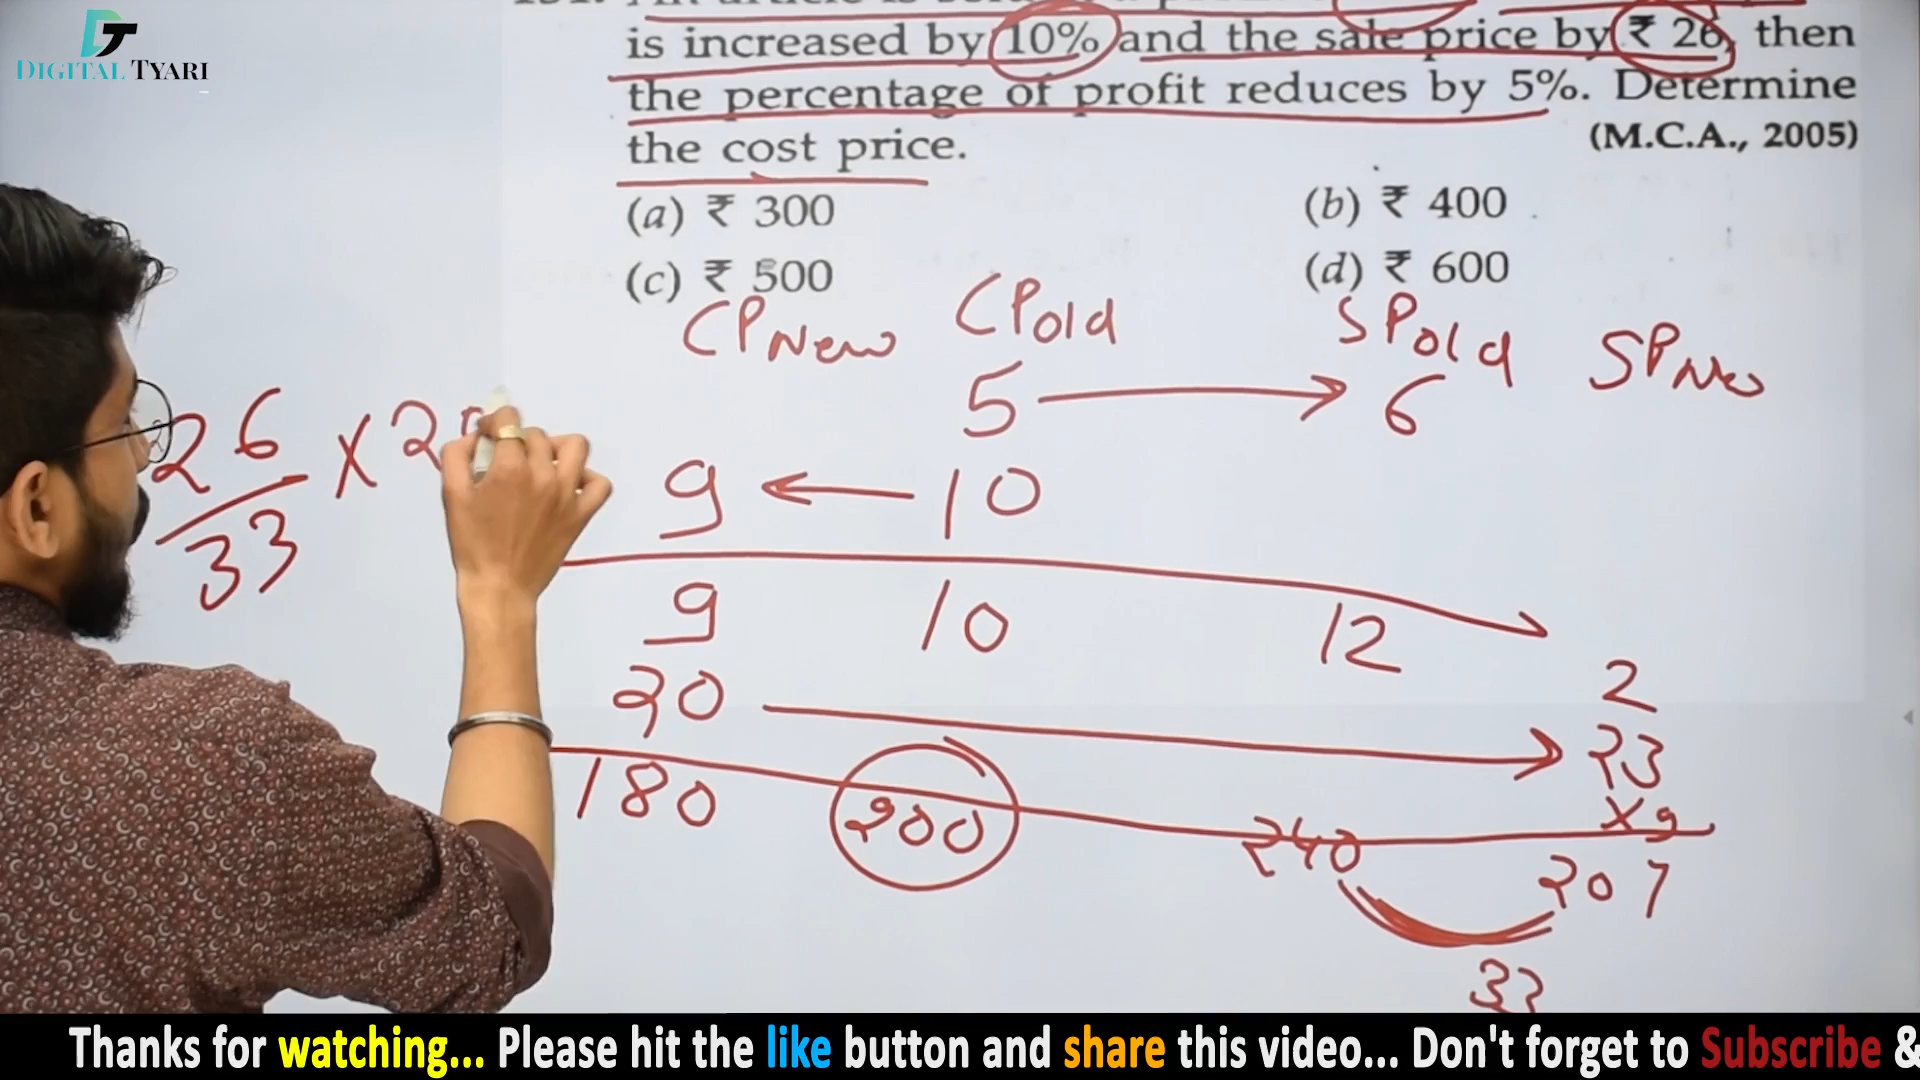 DT
DIGITAL TYARI
is increased by 10% and the sale price by ₹ 26, then
the percentage of profit reduces by 5%. Determine
the cost price.
(M.C.A., 2005)
(a) ₹ 300
(b) ₹ 400
(c) ₹ 500
(d) ₹ 600
CPNew CPold SPold SPNew
5 6
26
33
X 20
9 10
9 10 12
2
20 23
X 9
180 200 240 207
33
Thanks for watching... Please hit the like button and share this video... Don't forget to Subscribe &